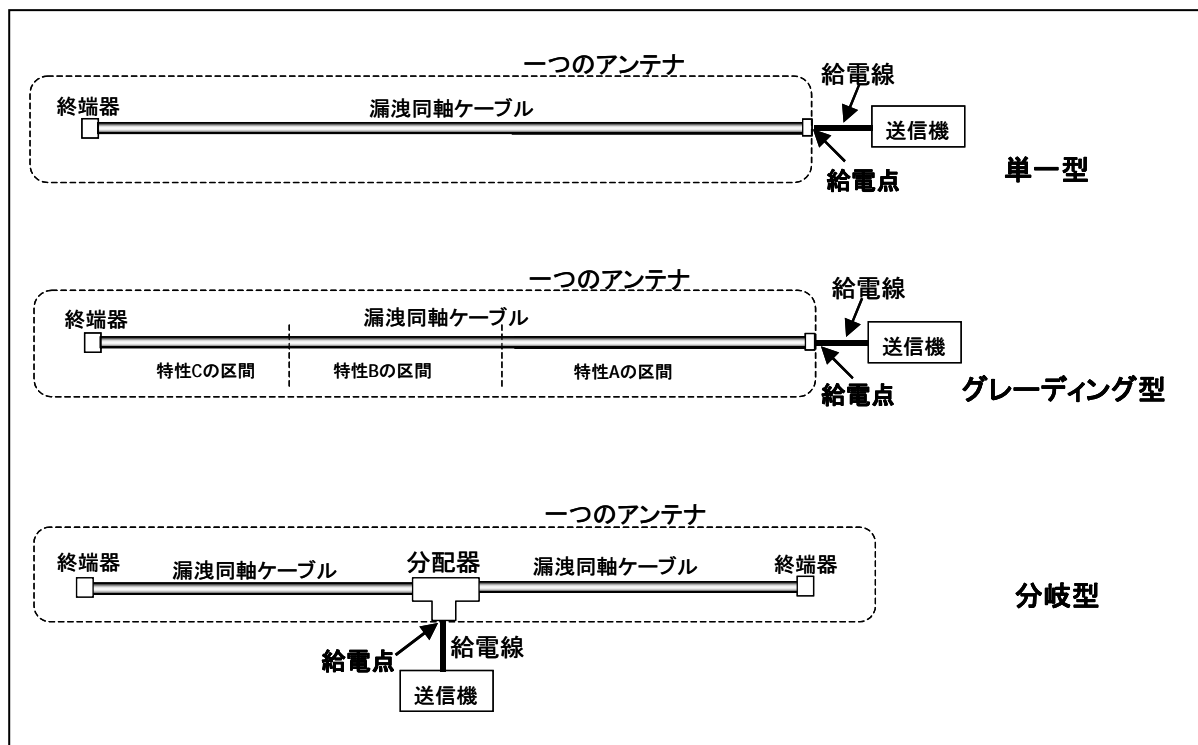 一つのアンテナ
給電線
終端器
漏洩同軸ケーブル
送信機
給電点
単一型
一つのアンテナ
給電線
終端器
漏洩同軸ケーブル
送信機
特性Cの区間
特性Bの区間
特性Aの区間
給電点
グレーディング型
一つのアンテナ
終端器
漏洩同軸ケーブル
分配器
漏洩同軸ケーブル
終端器
分岐型
給電点
給電線
送信機